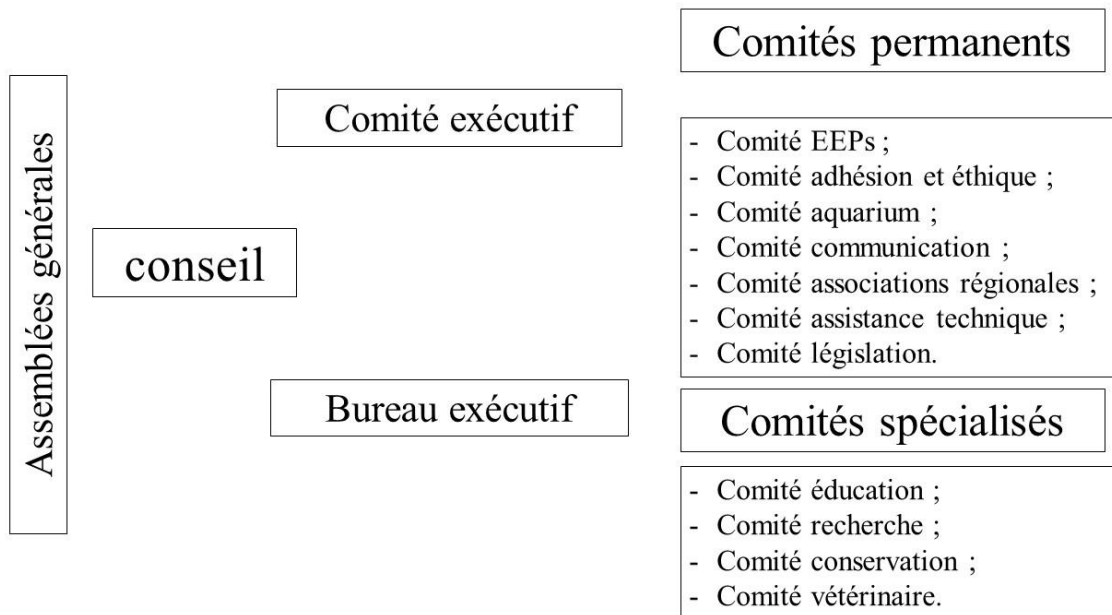 Assemblées générales
conseil
Comité exécutif
Bureau exécutif
Comités permanents
- Comité EEPs ;
- Comité adhésion et éthique ;
- Comité aquarium ;
- Comité communication ;
- Comité associations régionales ;
- Comité assistance technique ;
- Comité législation.
Comités spécialisés
- Comité éducation ;
- Comité recherche ;
- Comité conservation ;
- Comité vétérinaire.